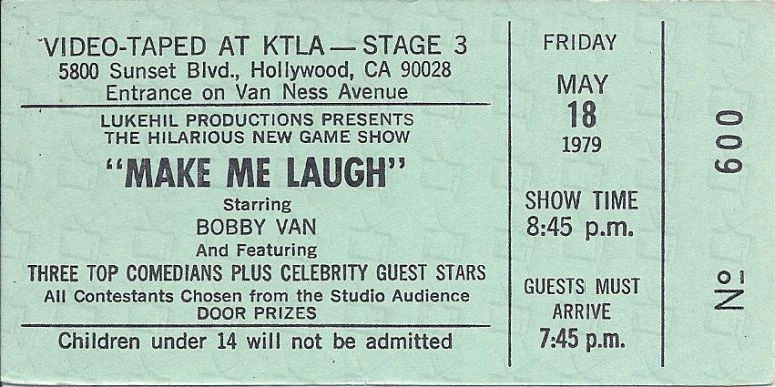 VIDEO-TAPED AT KTLA — STAGE 3
5800 Sunset Blvd., Hollywood, CA 90028
Entrance on Van Ness Avenue
LUKEHIL PRODUCTIONS PRESENTS
THE HILARIOUS NEW GAME SHOW
"MAKE ME LAUGH"
Starring
BOBBY VAN
And Featuring
THREE TOP COMEDIANS PLUS CELEBRITY GUEST STARS
All Contestants Chosen from the Studio Audience
DOOR PRIZES
Children under 14 will not be admitted
FRIDAY
MAY
18
1979
SHOW TIME
8:45 p.m.
GUESTS MUST
ARRIVE
7:45 p.m.
Nº 600